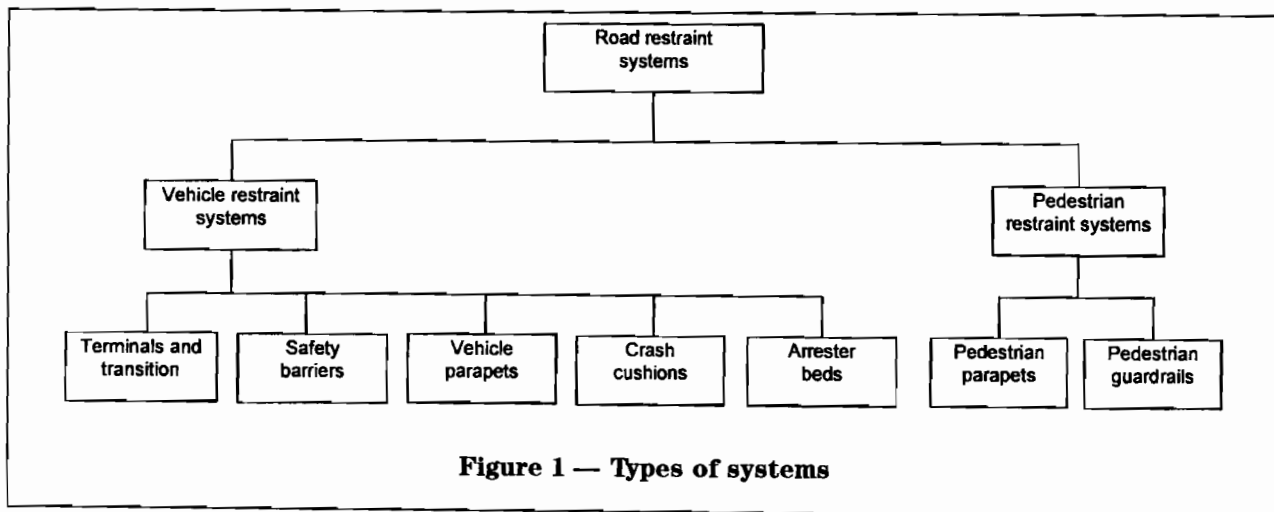 Road restraint
systems
Vehicle restraint
systems
Pedestrian
restraint systems
Terminals and
transition
Safety
barriers
Vehicle
parapets
Crash
cushions
Arrester
beds
Pedestrian
parapets
Pedestrian
guardrails
Figure 1 — Types of systems